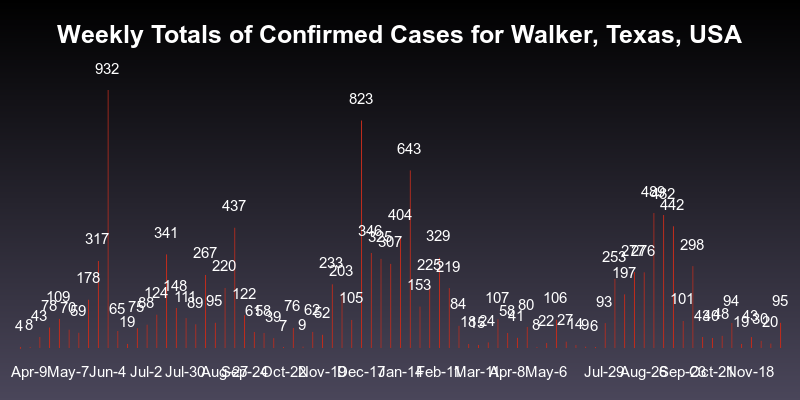 Weekly Totals of Confirmed Cases for Walker, Texas, USA
932
823
643
489 482
437 442
404
341 346 325 329
317 307 298
267 253 277 276
220 233 203 225 219
178 197
148 153
109 124 111 122 105 107 106 101
78 70 69 65 75 88 89 95 76 84 80 93 94 95
4 8 43 19 61 58 39 7 9 62 52 24 58 41 8 22 27 14 9 6 48 19 43 30 20
Apr-9 May-7 Jun-4 Jul-2 Jul-30 Aug-27 Sep-24 Oct-22 Nov-19 Dec-17 Jan-14 Feb-11 Mar-11 Apr-8 May-6 Jul-29 Aug-26 Sep-23 Oct-21 Nov-18